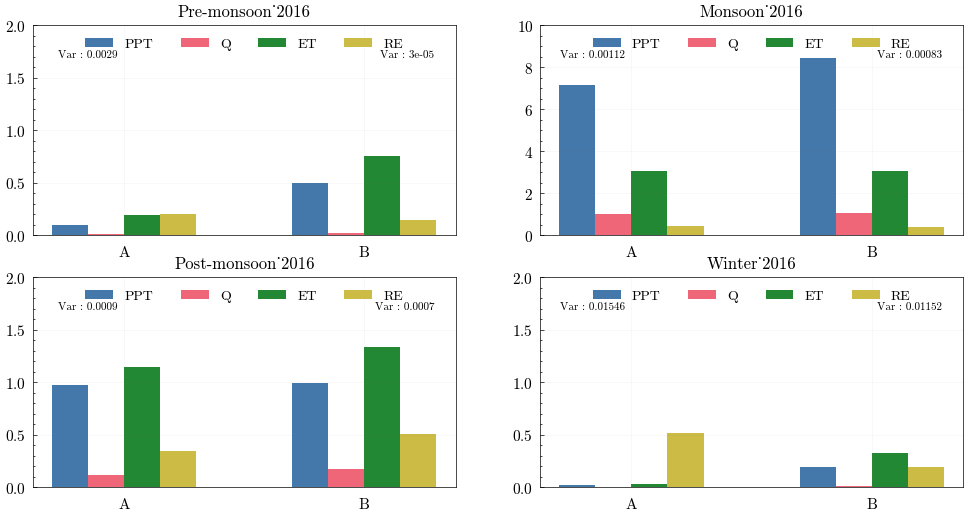 Pre-monsoon˙2016
2.0
1.5
1.0
0.5
0.0
PPT Q ET RE
Var : 0.0029
Var : 3e-05
A B
Monsoon˙2016
10
8
6
4
2
0
PPT Q ET RE
Var : 0.00112
Var : 0.00083
A B
Post-monsoon˙2016
2.0
1.5
1.0
0.5
0.0
PPT Q ET RE
Var : 0.0009
Var : 0.0007
A B
Winter˙2016
2.0
1.5
1.0
0.5
0.0
PPT Q ET RE
Var : 0.01546
Var : 0.01152
A B